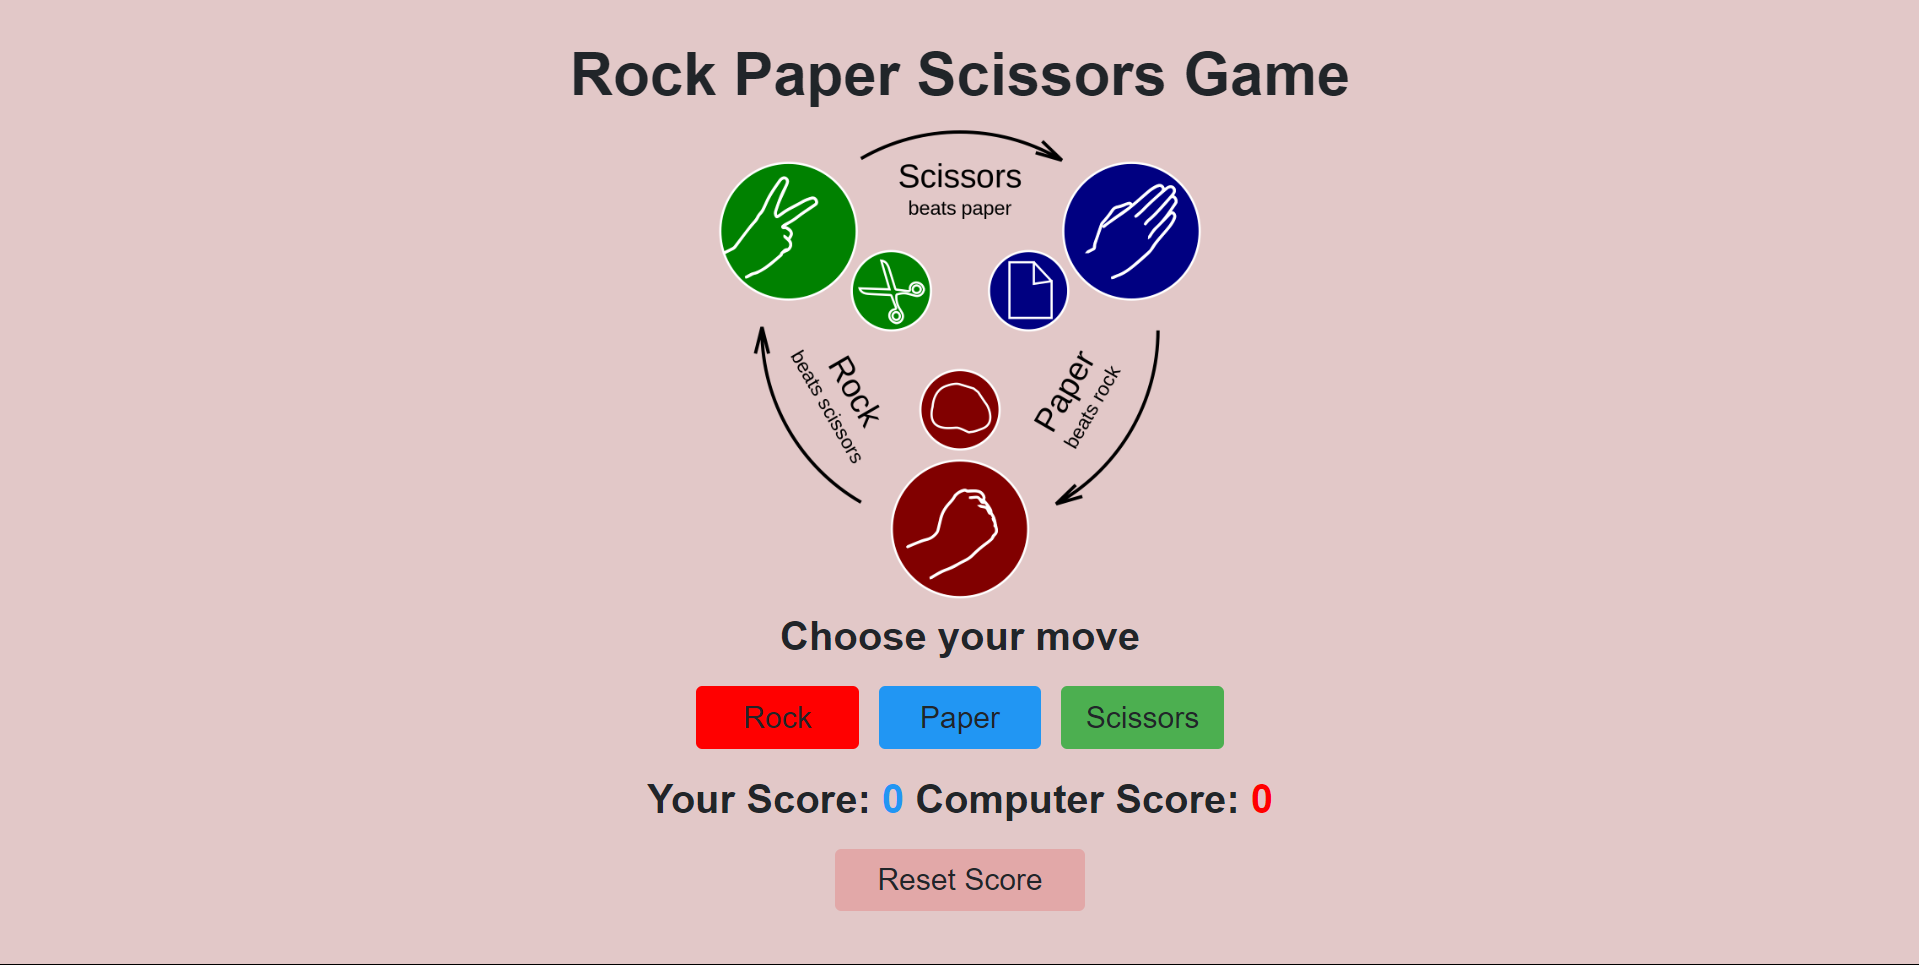 Rock Paper Scissors Game
Scissors
beats paper
Rock
beats scissors
Paper
beats rock
Choose your move
Rock Paper Scissors
Your Score: 0 Computer Score: 0
Reset Score